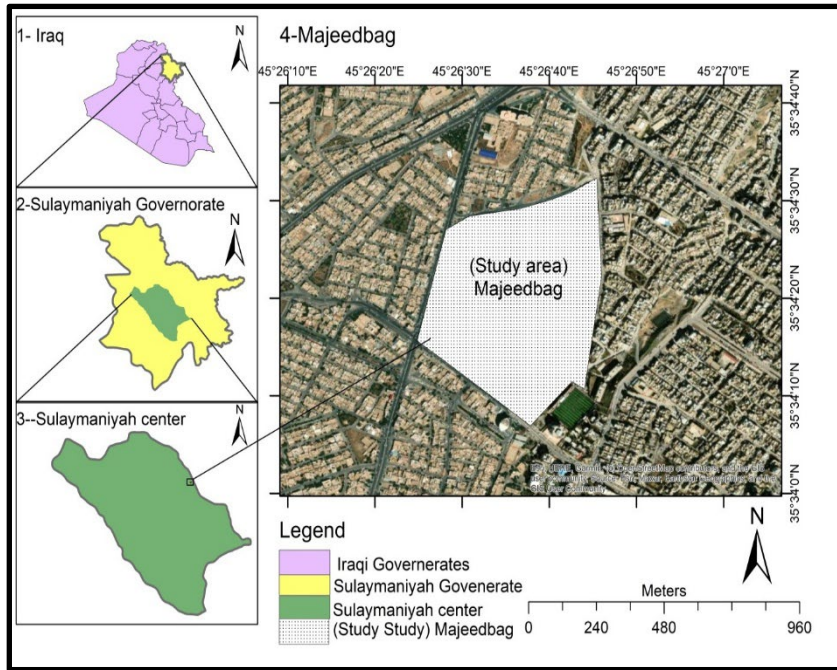 1- Iraq
N
2-Sulaymaniyah Governorate
N
3--Sulaymaniyah center
N
4-Majeedbag
45°26'10"E 45°26'20"E 45°26'30"E 45°26'40"E 45°26'50"E 45°27'0"E
35°34'40"N
35°34'30"N
35°34'20"N
35°34'10"N
35°34'0"N
(Study area)
Majeedbag
Legend
Iraqi Governerates
Sulaymaniyah Govenerate
Sulaymaniyah center
(Study Study) Majeedbag
N
Meters
0 240 480 960